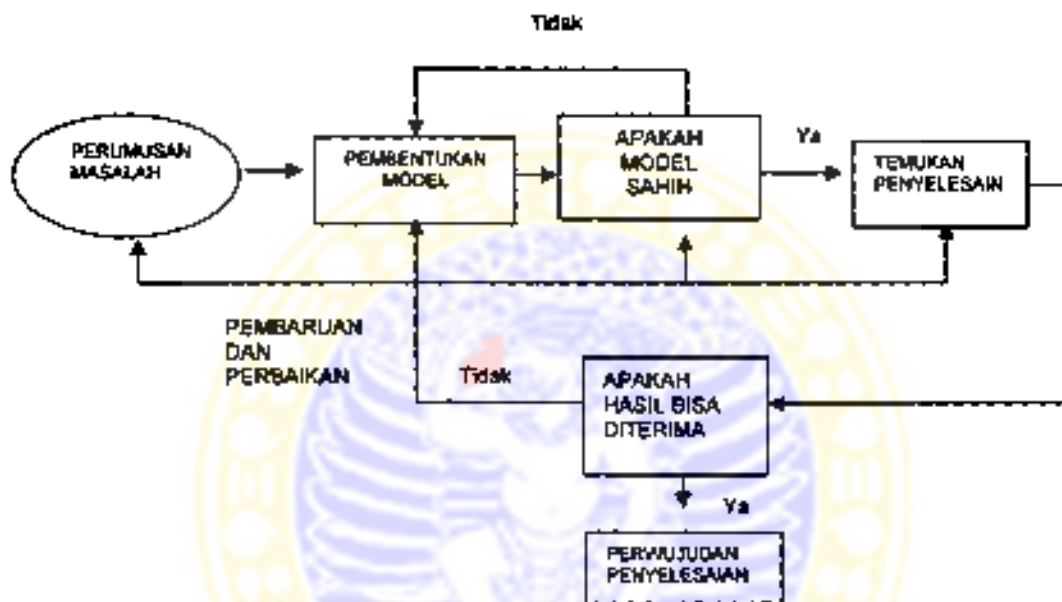 Tidak
PERUMUSAN
MASALAH
PEMBENTUKAN
MODEL
APAKAH
MODEL
SAHIH
Ya
TEMUKAN
PENYELESAIN
PEMBARUAN
DAN
PERBAIKAN
Tidak
APAKAH
HASIL BISA
DITERIMA
Ya
PERWUJUDAN
PENYELESAIAN